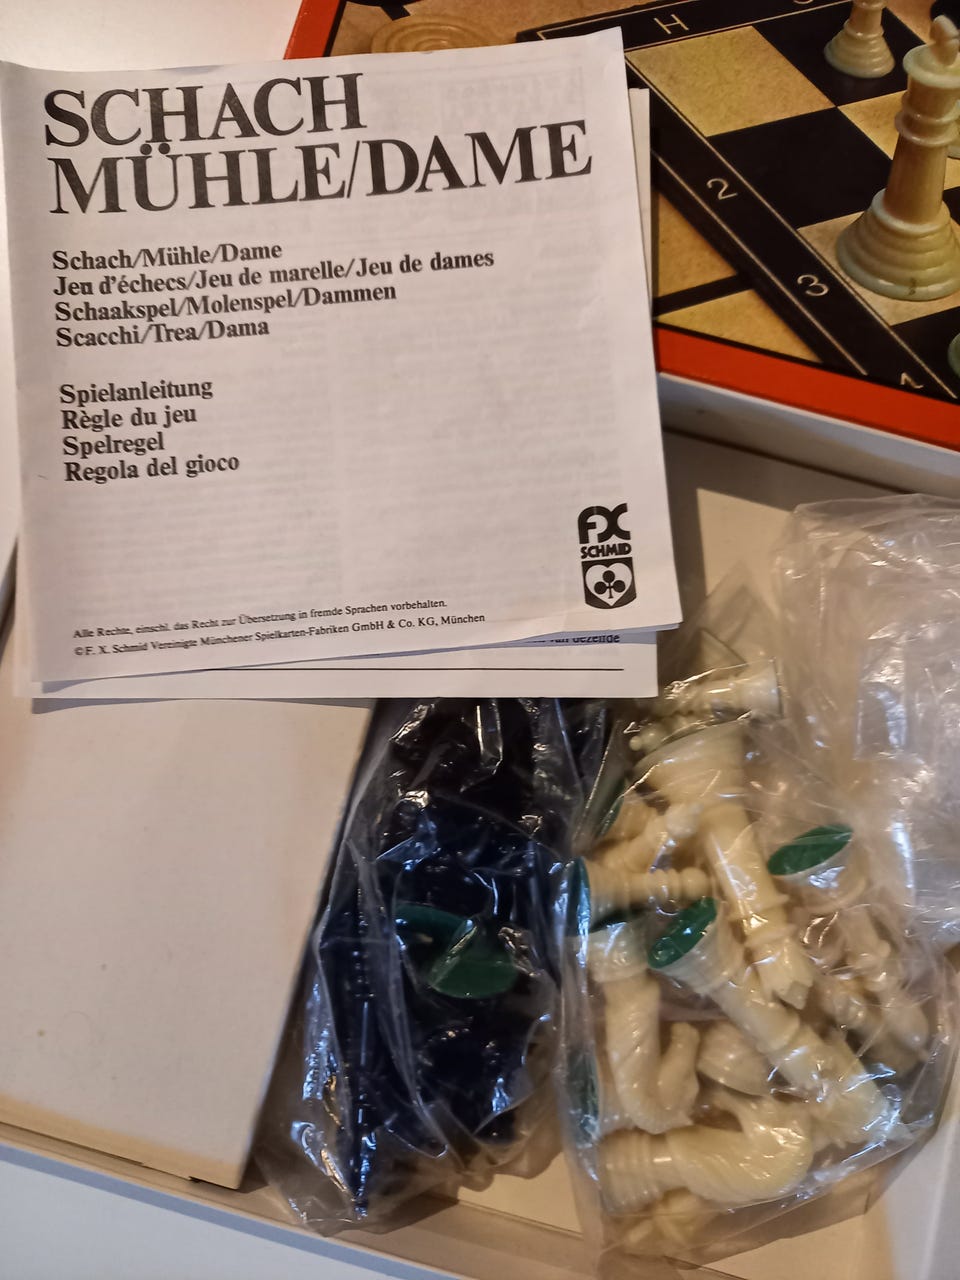 SCHACH
MÜHLE/DAME
Schach/Mühle/Dame
Jeu d'échecs/Jeu de marelle/Jeu de dames
Schaakspel/Molenspel/Dammen
Scacchi/Trea/Dama
Spielanleitung
Règle du jeu
Spelregel
Regola del gioco
FX
SCHMID
Alle Rechte, einschl. das Recht zur Übersetzung in fremde Sprachen vorbehalten.
© F. X. Schmid Vereinigte Münchener Spielkarten-Fabriken GmbH & Co. KG, München
H
2
3